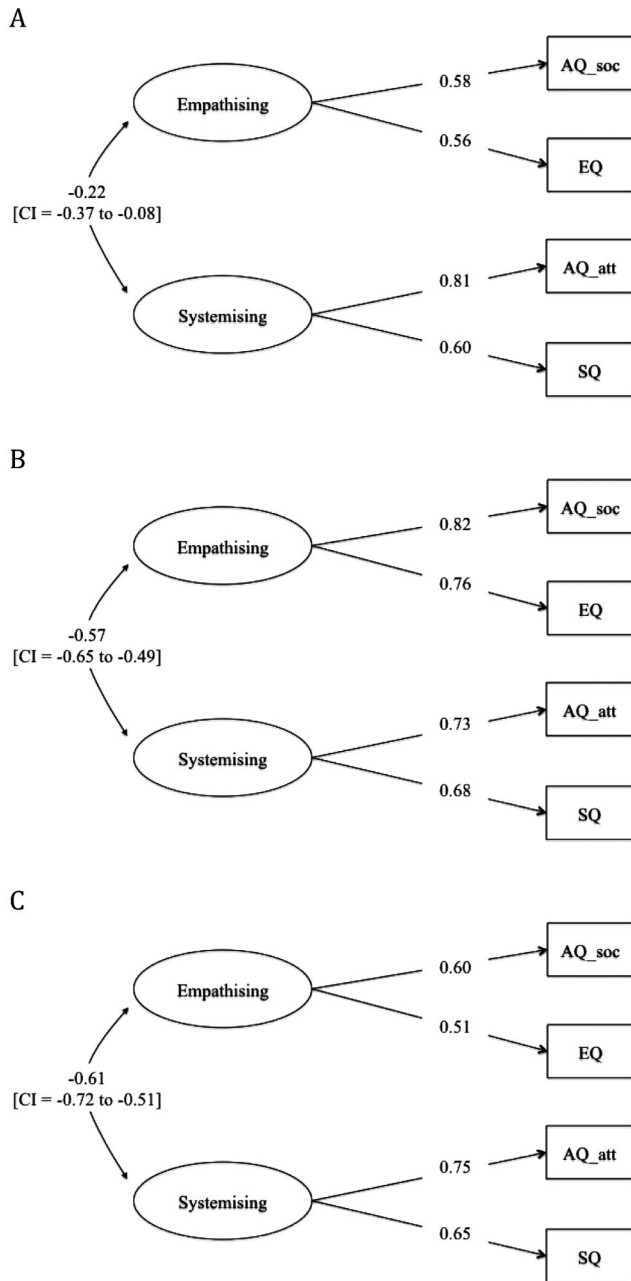 A
AQ_soc
0.58
Empathising
0.56
EQ
-0.22
[CI = -0.37 to -0.08]
AQ_att
0.81
Systemising
0.60
SQ
B
AQ_soc
0.82
Empathising
0.76
EQ
-0.57
[CI = -0.65 to -0.49]
AQ_att
0.73
Systemising
0.68
SQ
C
AQ_soc
0.60
Empathising
0.51
EQ
-0.61
[CI = -0.72 to -0.51]
AQ_att
0.75
Systemising
0.65
SQ